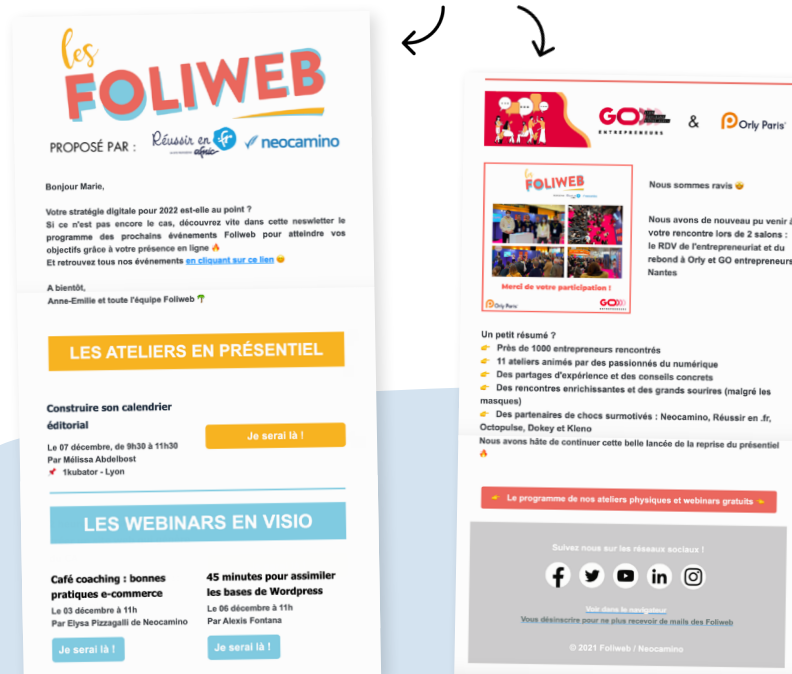 les
FOLIWEB
PROPOSÉ PAR :
Réussir en .fr
afnic
neocamino
Bonjour Marie,
Votre stratégie digitale pour 2022 est-elle au point ?
Si ce n'est pas encore le cas, découvrez vite dans cette neswletter le
programme des prochains événements Foliweb pour atteindre vos
objectifs grâce à votre présence en ligne 🔥
Et retrouvez tous nos événements en cliquant sur ce lien 😊
A bientôt,
Anne-Emilie et toute l'équipe Foliweb 🌴
LES ATELIERS EN PRÉSENTIEL
Construire son calendrier
éditorial
Le 07 décembre, de 9h30 à 11h30
Par Mélissa Abdelbost
📌 1kubator - Lyon
Je serai là !
LES WEBINARS EN VISIO
Café coaching : bonnes
pratiques e-commerce
Le 03 décembre à 11h
Par Elysa Pizzagalli de Neocamino
Je serai là !
45 minutes pour assimiler
les bases de Wordpress
Le 06 décembre à 11h
Par Alexis Fontana
Je serai là !
GO
ENTREPRENEURS
&
Orly Paris
les
FOLIWEB
Merci de votre participation !
Orly Paris
GO
Nous sommes ravis 🤩
Nous avons de nouveau pu venir à
votre rencontre lors de 2 salons :
le RDV de l'entrepreneuriat et du
rebond à Orly et GO entrepreneurs
Nantes
Un petit résumé ?
👉 Près de 1000 entrepreneurs rencontrés
👉 11 ateliers animés par des passionnés du numérique
👉 Des partages d'expérience et des conseils concrets
👉 Des rencontres enrichissantes et des grands sourires (malgré les
masques)
👉 Des partenaires de chocs surmotivés : Neocamino, Réussir en .fr,
Octopulse, Dokey et Kleno
Nous avons hâte de continuer cette belle lancée de la reprise du présentiel
🔥
👉 Le programme de nos ateliers physiques et webinars gratuits 👈
Suivez nous sur les réseaux sociaux !
Voir dans le navigateur
Vous désinscrire pour ne plus recevoir de mails des Foliweb
© 2021 Foliweb / Neocamino